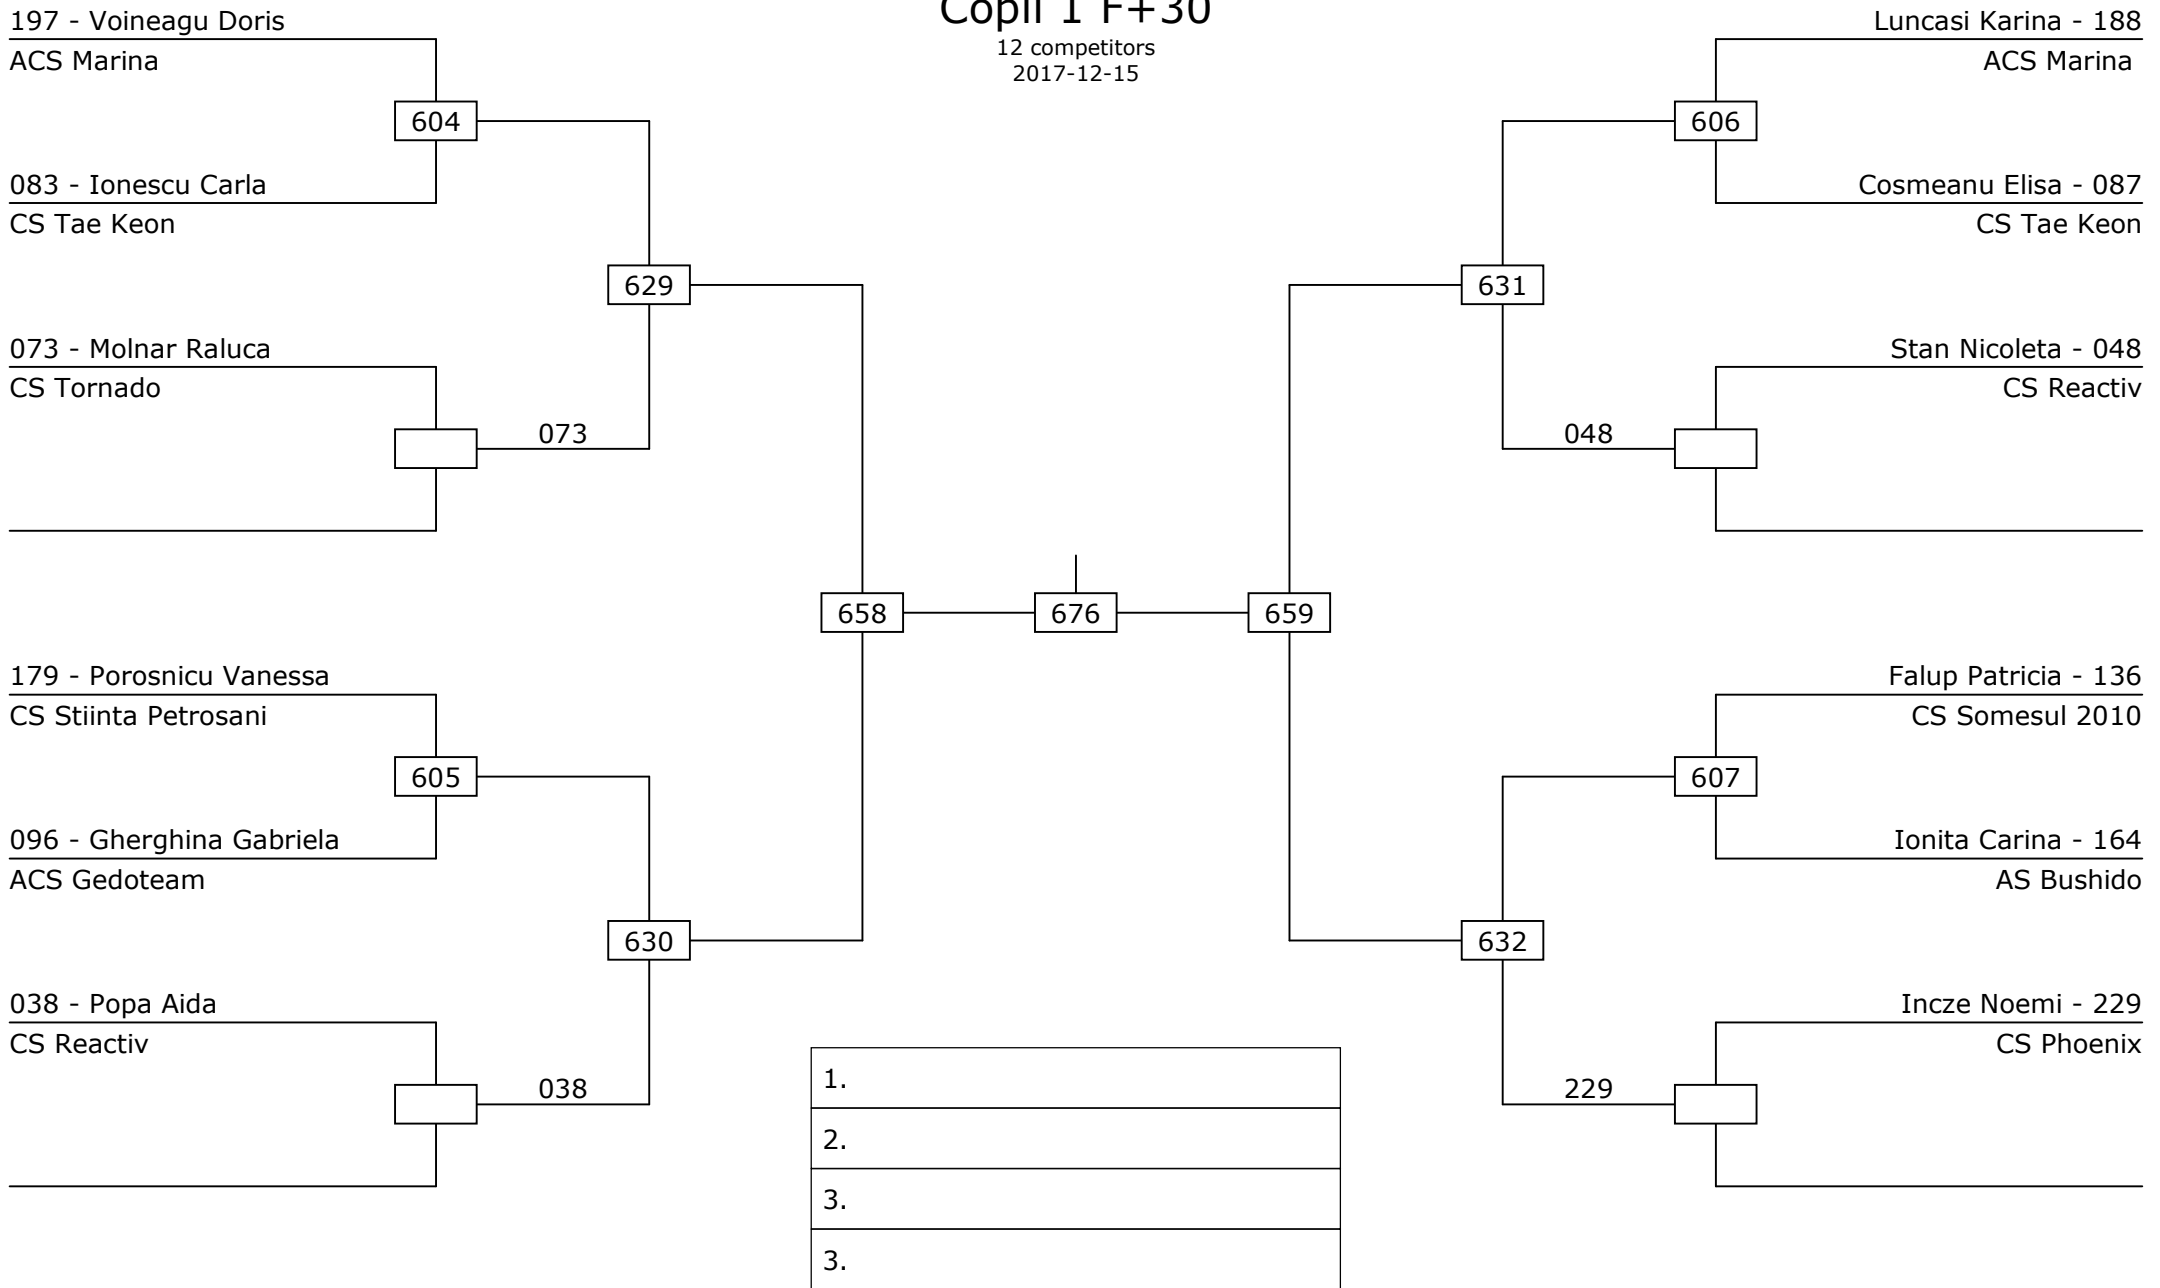 Copii 1 F+30
12 competitors
2017-12-15
197 - Voineagu Doris
ACS Marina
604
083 - Ionescu Carla
CS Tae Keon
629
073 - Molnar Raluca
CS Tornado
073
658
179 - Porosnicu Vanessa
CS Stiinta Petrosani
605
096 - Gherghina Gabriela
ACS Gedoteam
630
038 - Popa Aida
CS Reactiv
038
676
Luncasi Karina - 188
ACS Marina
606
Cosmeanu Elisa - 087
CS Tae Keon
631
Stan Nicoleta - 048
CS Reactiv
048
659
Falup Patricia - 136
CS Somesul 2010
607
Ionita Carina - 164
AS Bushido
632
Incze Noemi - 229
CS Phoenix
229
1.
2.
3.
3.